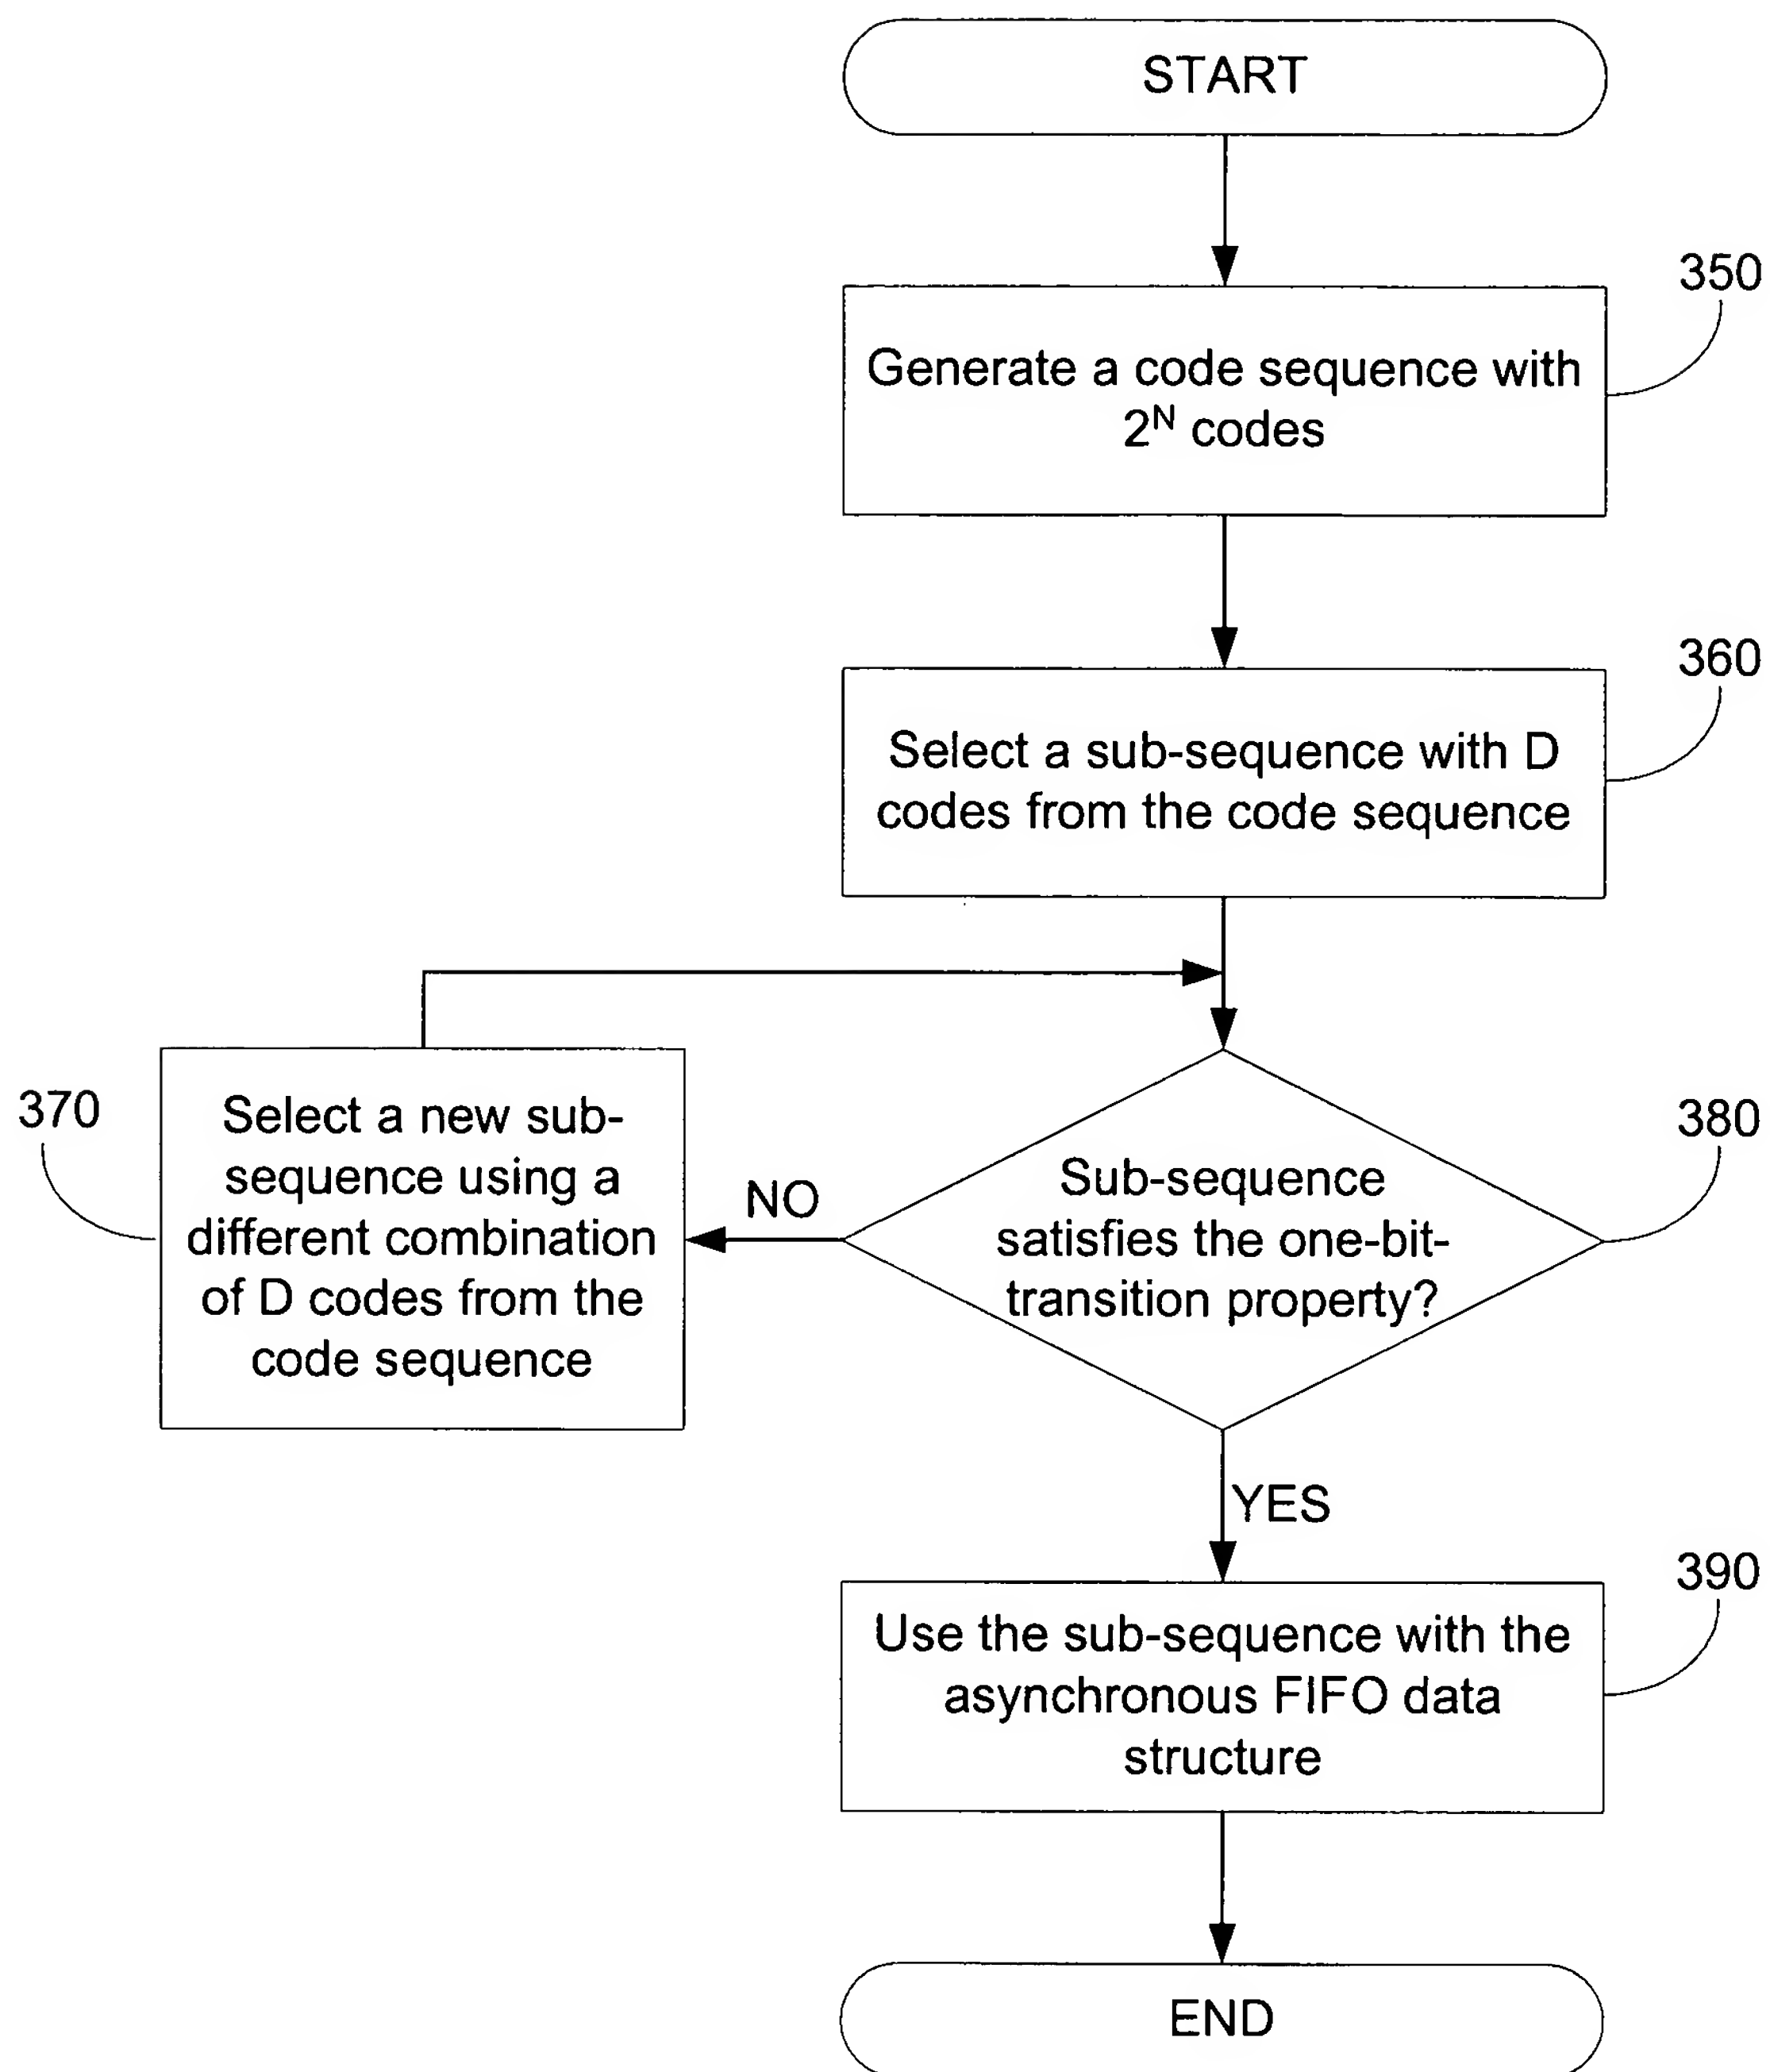 START
350
Generate a code sequence with
2ᴺ codes
360
Select a sub-sequence with D
codes from the code sequence
370
Select a new sub-
sequence using a
different combination
of D codes from the
code sequence
NO
380
Sub-sequence
satisfies the one-bit-
transition property?
YES
390
Use the sub-sequence with the
asynchronous FIFO data
structure
END